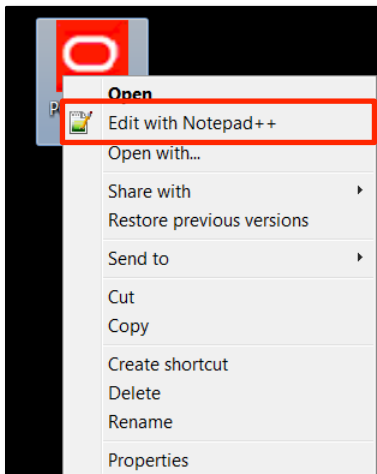 Open
Edit with Notepad++
Open with...
Share with
Restore previous versions
Send to
Cut
Copy
Create shortcut
Delete
Rename
Properties